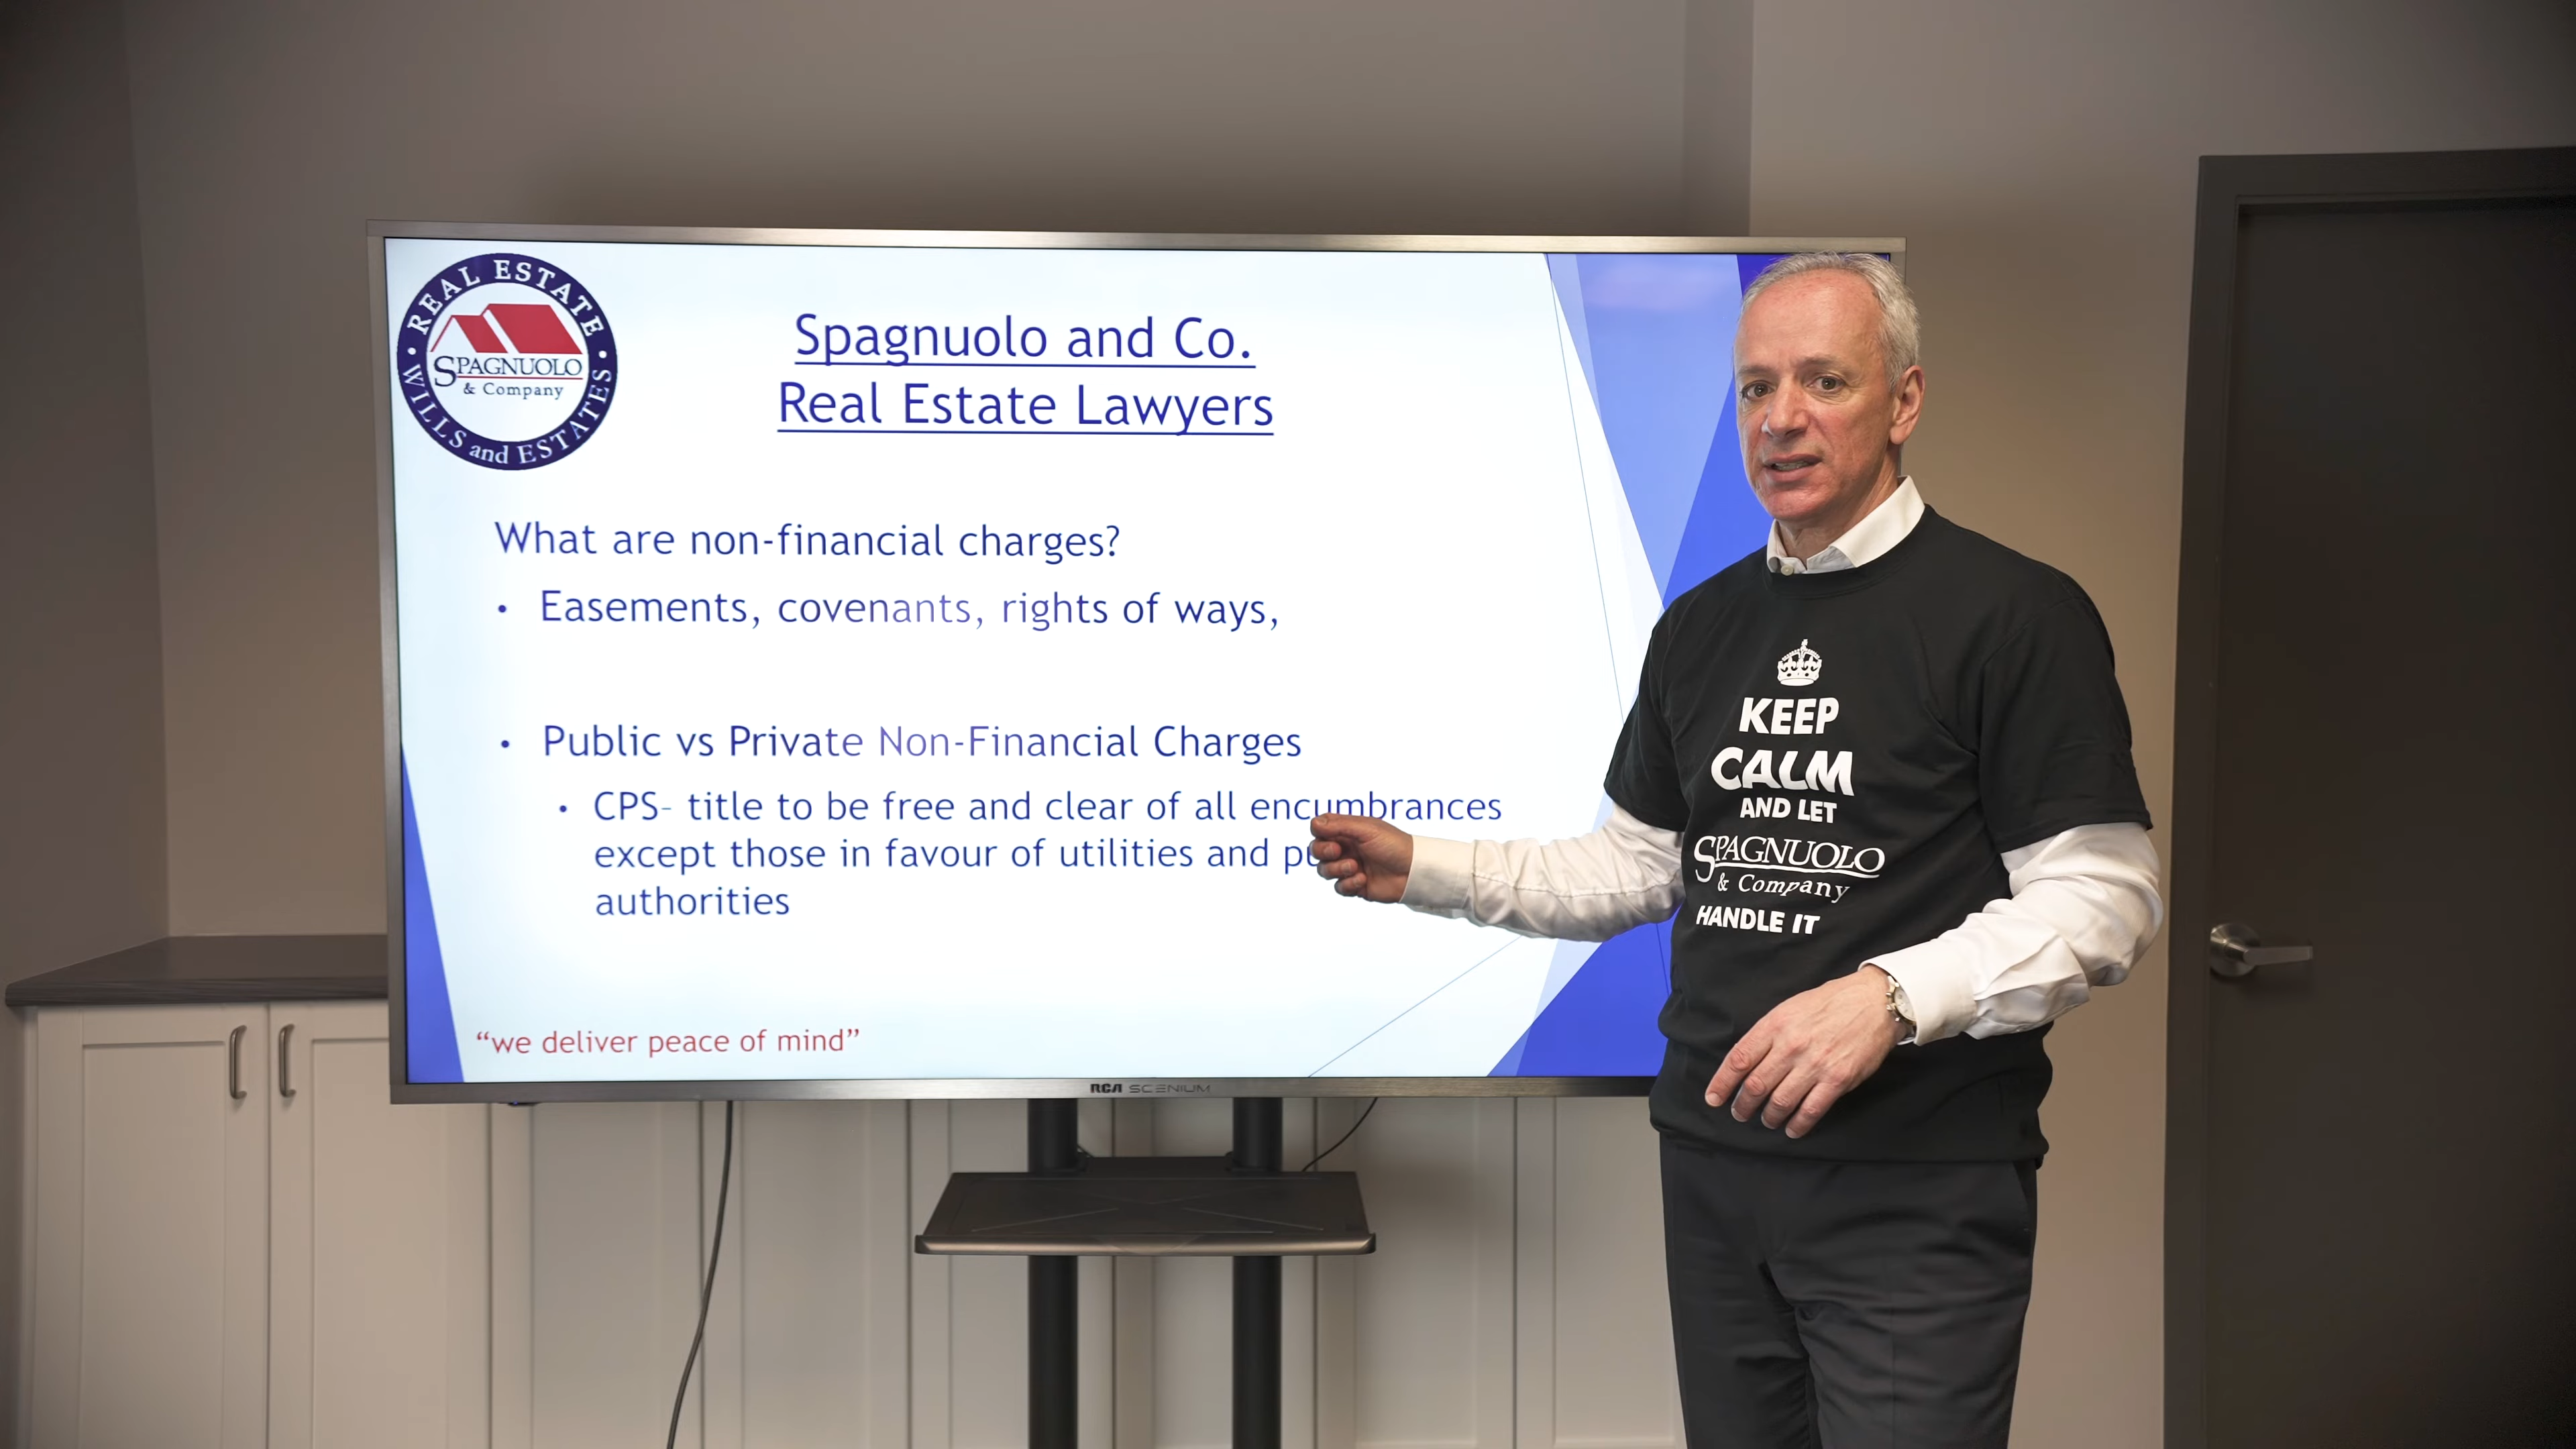 REAL ESTATE
SPAGNUOLO
& Company
WILLS and ESTATES
Spagnuolo and Co.
Real Estate Lawyers
What are non-financial charges?
• Easements, covenants, rights of ways,
• Public vs Private Non-Financial Charges
• CPS– title to be free and clear of all encumbrances
except those in favour of utilities and
authorities
“we deliver peace of mind”
RCA SCENIUM
KEEP
CALM
AND LET
SPAGNUOLO
& Company
HANDLE IT